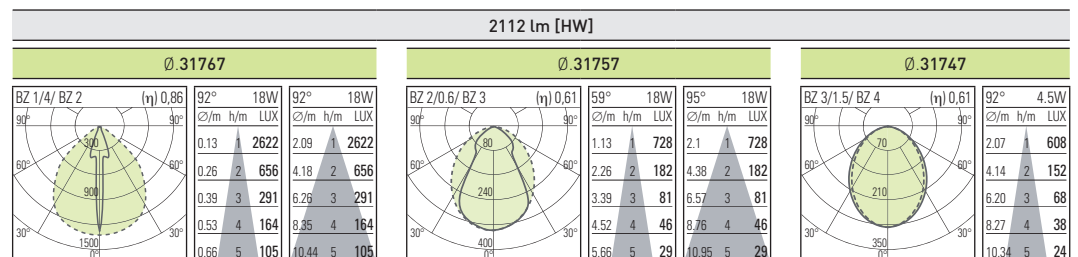 2112 lm [HW]
Ø.31767
BZ 1/4/ BZ 2 (η) 0,86
90° 90°
300
60° 60°
900
30° 30°
1500
0°
92° 18W
∅/m h/m LUX
0.13 1 2622
0.26 2 656
0.39 3 291
0.53 4 164
0.66 5 105
92° 18W
∅/m h/m LUX
2.09 1 2622
4.18 2 656
6.26 3 291
8.35 4 164
10.44 5 105
Ø.31757
BZ 2/0.6/ BZ 3 (η) 0,61
90° 90°
80
60° 60°
240
30° 30°
400
0°
59° 18W
∅/m h/m LUX
1.13 1 728
2.26 2 182
3.39 3 81
4.52 4 46
5.66 5 29
95° 18W
∅/m h/m LUX
2.1 1 728
4.38 2 182
6.57 3 81
8.76 4 46
10.95 5 29
Ø.31747
BZ 3/1.5/ BZ 4 (η) 0,61
90° 90°
70
60° 60°
210
30° 30°
350
0°
92° 4.5W
∅/m h/m LUX
2.07 1 608
4.14 2 152
6.20 3 68
8.27 4 38
10.34 5 24